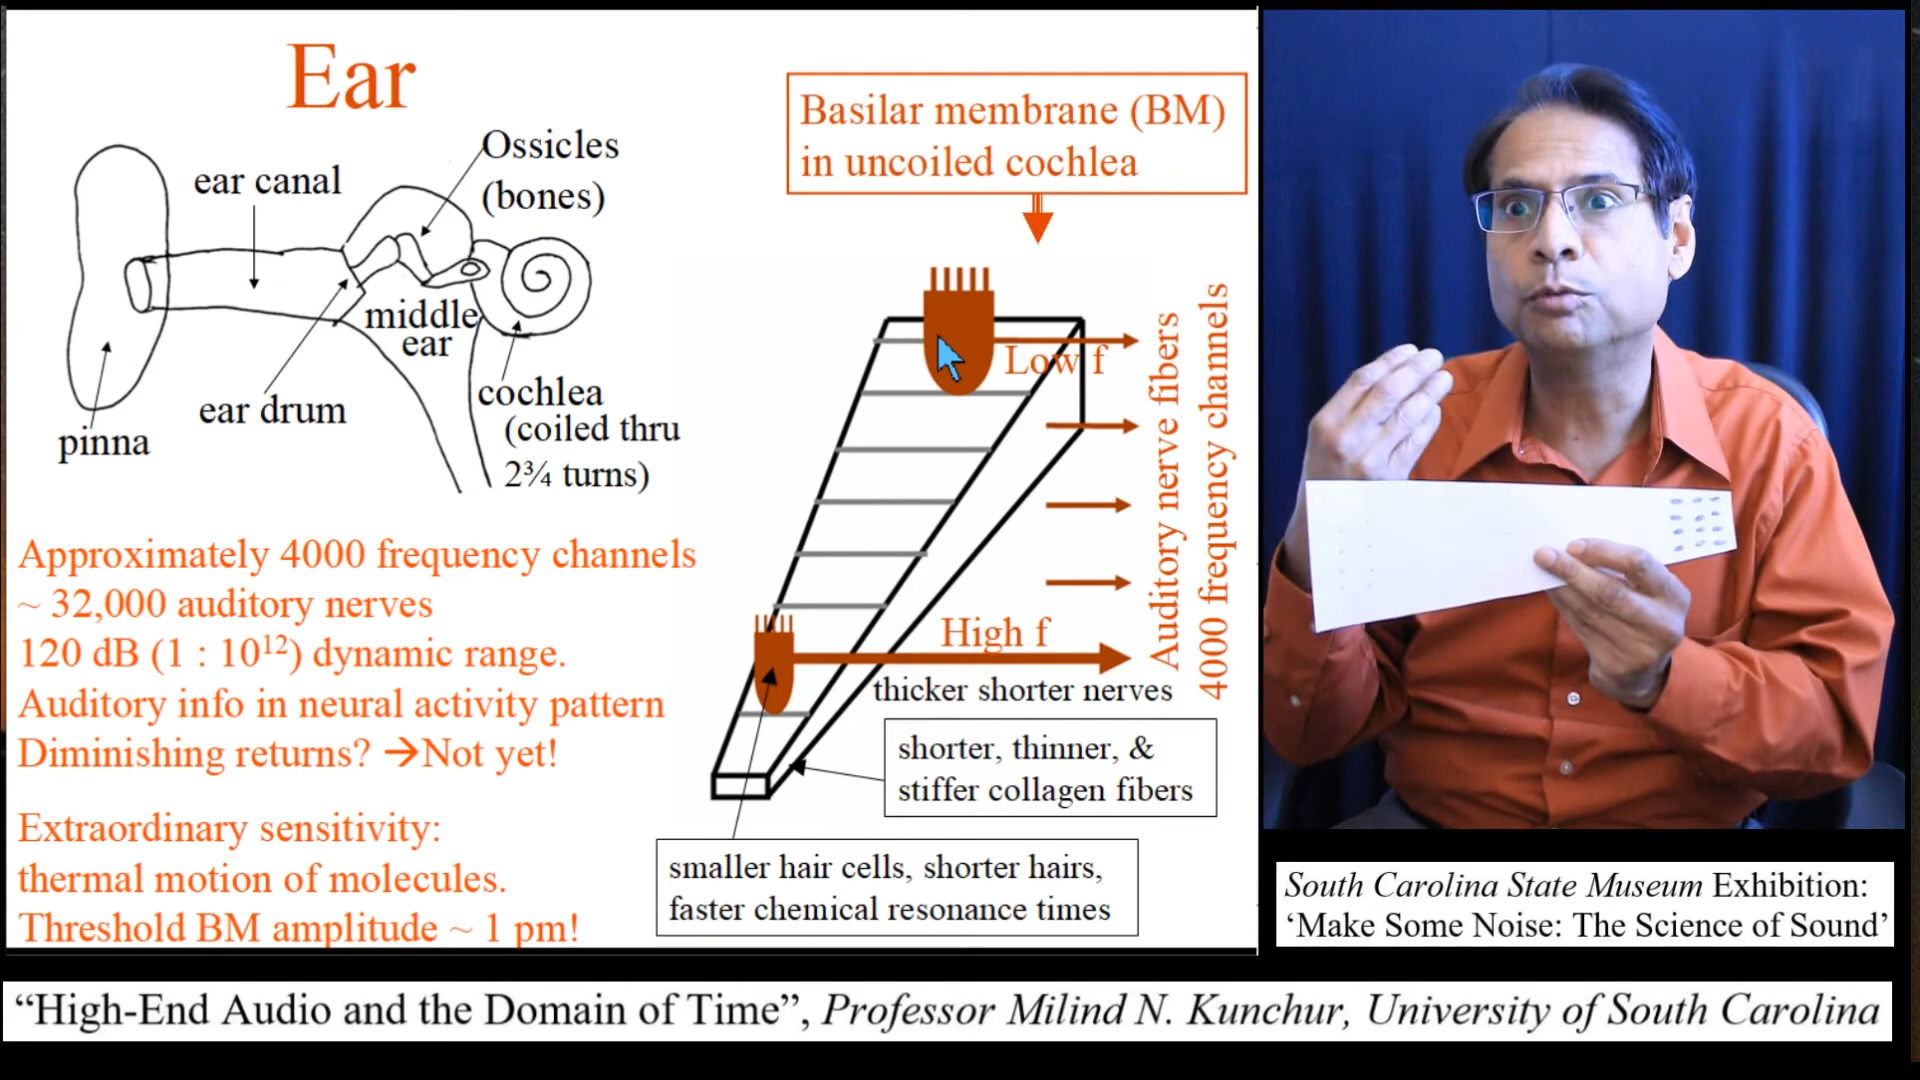 Ear
Ossicles
(bones)
ear canal
middle
ear
cochlea
(coiled thru
2¾ turns)
ear drum
pinna
Approximately 4000 frequency channels
~ 32,000 auditory nerves
120 dB (1 : 10¹²) dynamic range.
Auditory info in neural activity pattern
Diminishing returns? →Not yet!
Extraordinary sensitivity:
thermal motion of molecules.
Threshold BM amplitude ~ 1 pm!
Basilar membrane (BM)
in uncoiled cochlea
Low f
High f
Auditory nerve fibers
4000 frequency channels
thicker shorter nerves
shorter, thinner, &
stiffer collagen fibers
smaller hair cells, shorter hairs,
faster chemical resonance times
South Carolina State Museum Exhibition:
‘Make Some Noise: The Science of Sound’
“High-End Audio and the Domain of Time”, Professor Milind N. Kunchur, University of South Carolina